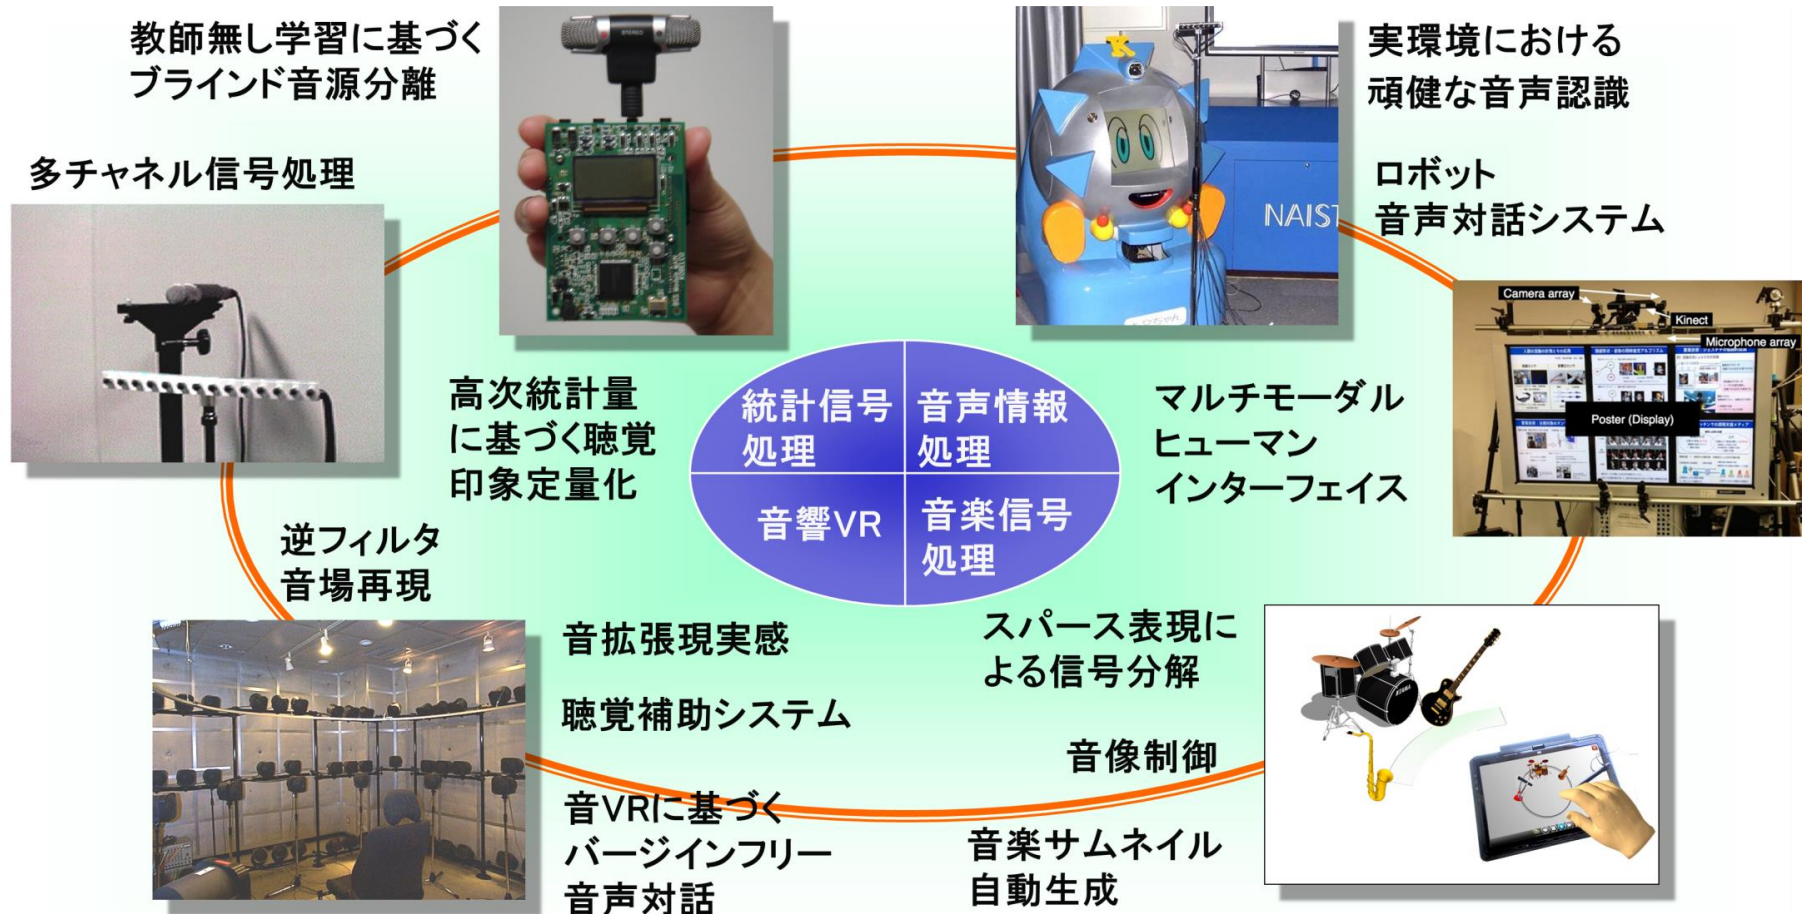 教師無し学習に基づく
ブラインド音源分離
多チャネル信号処理
実環境における
頑健な音声認識
ロボット
音声対話システム
NAIST
Camera array
Kinect
Microphone array
Poster (Display)
高次統計量
に基づく聴覚
印象定量化
統計信号
処理
音声情報
処理
音響VR
音楽信号
処理
マルチモーダル
ヒューマン
インターフェイス
逆フィルタ
音場再現
音拡張現実感
聴覚補助システム
音VRに基づく
バージインフリー
音声対話
スパース表現に
よる信号分解
音像制御
音楽サムネイル
自動生成